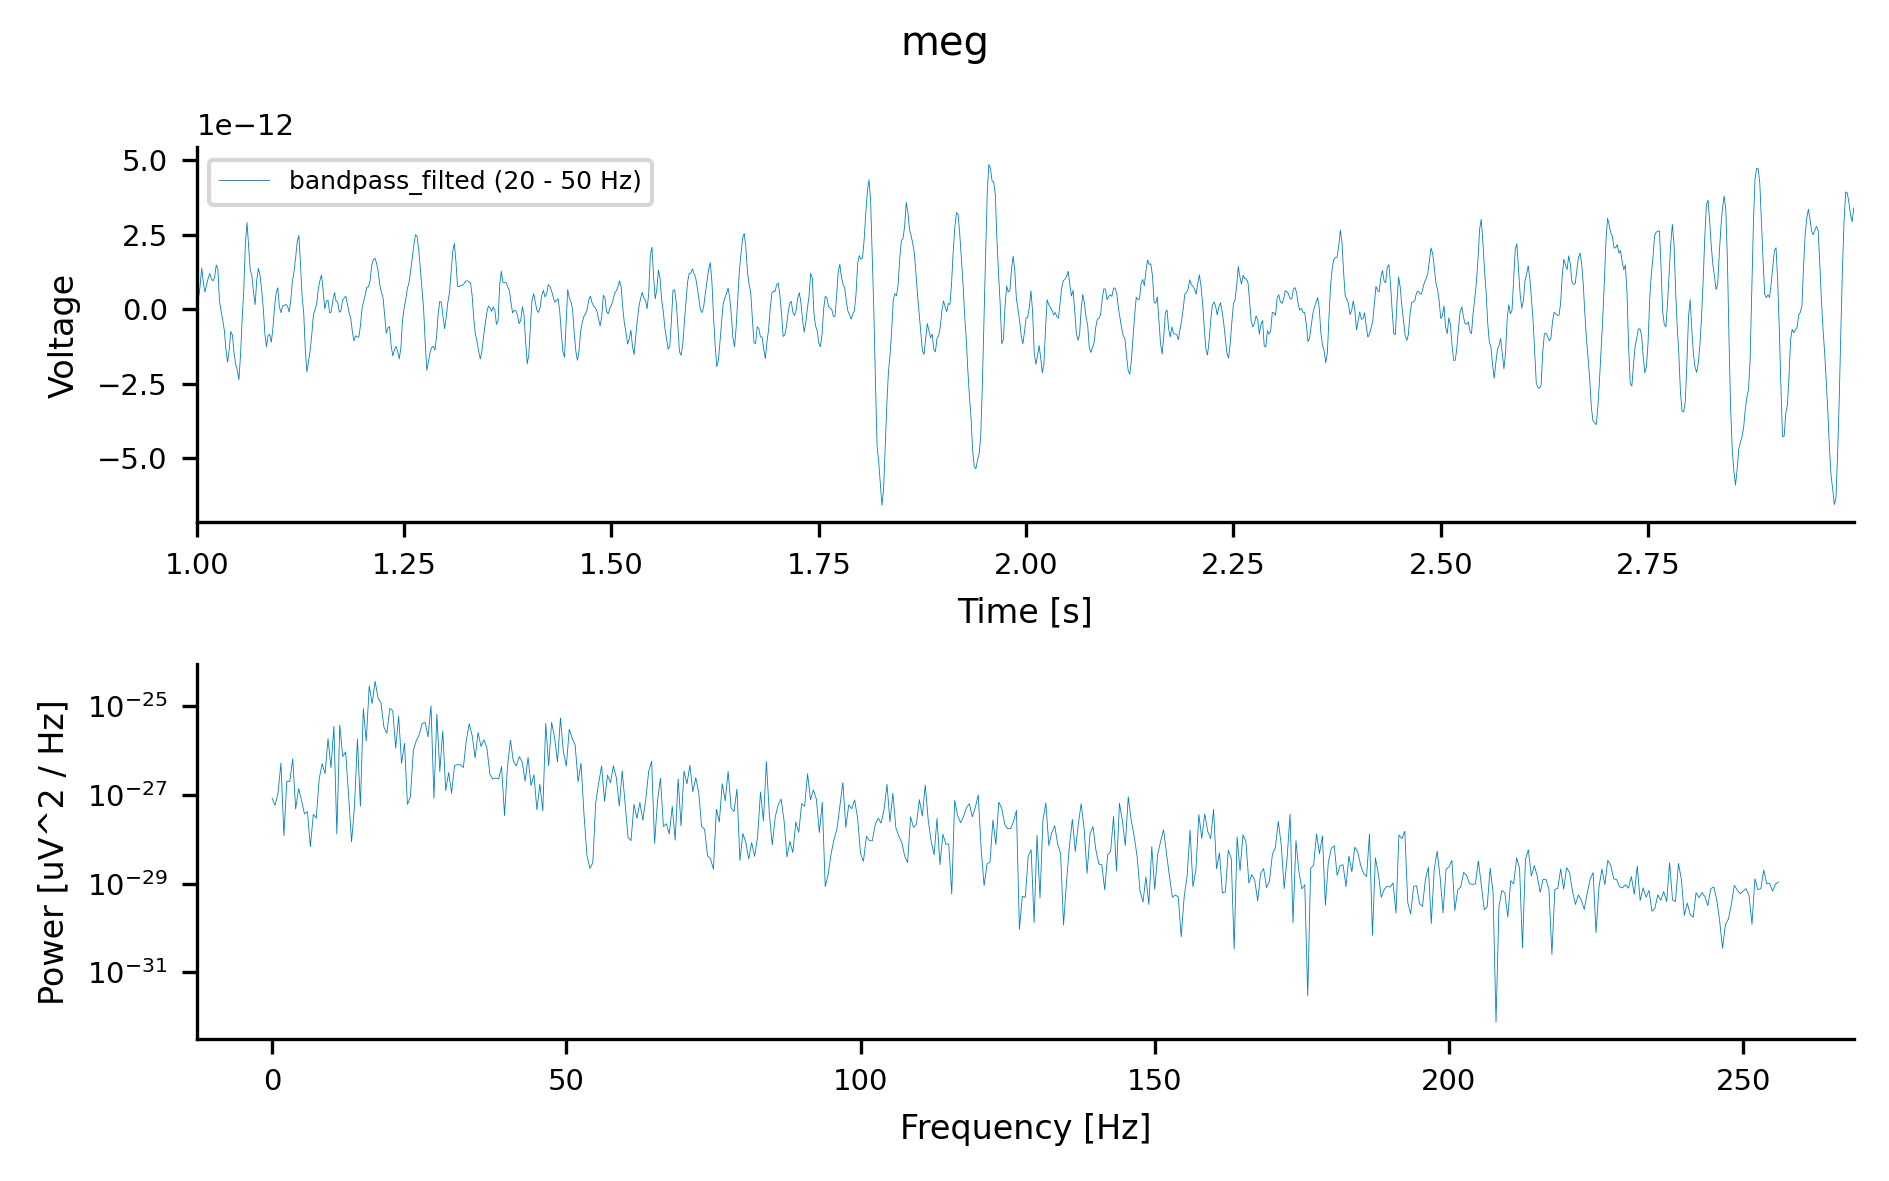 meg
1e−12
bandpass_filted (20 - 50 Hz)
5.0
2.5
0.0
−2.5
−5.0
Voltage
1.00 1.25 1.50 1.75 2.00 2.25 2.50 2.75
Time [s]
10⁻²⁵
10⁻²⁷
10⁻²⁹
10⁻³¹
Power [uV^2 / Hz]
0 50 100 150 200 250
Frequency [Hz]